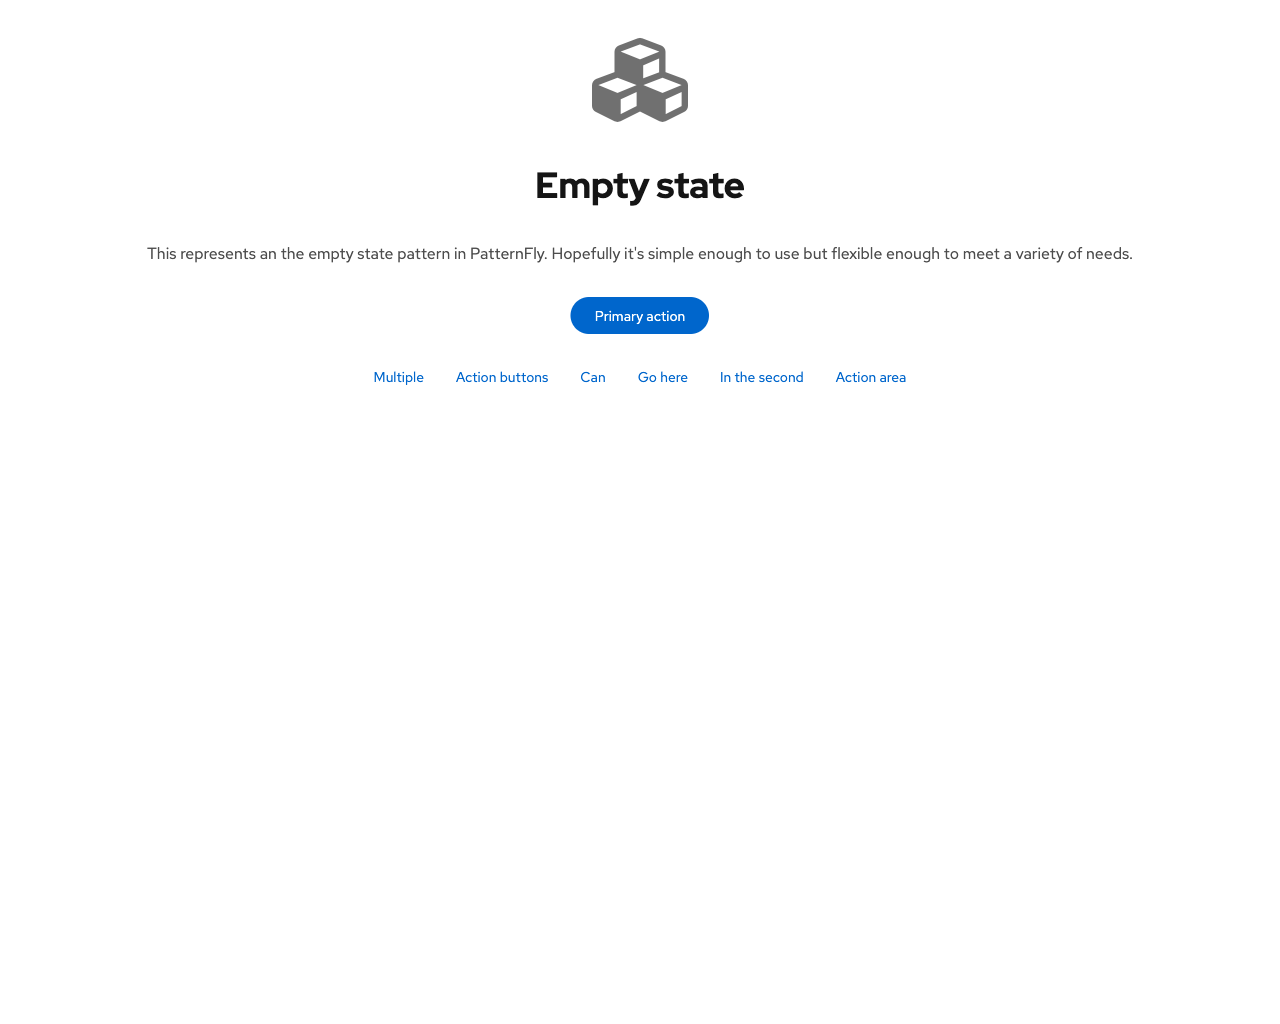 Empty state
This represents an the empty state pattern in PatternFly. Hopefully it's simple enough to use but flexible enough to meet a variety of needs.
Primary action
Multiple Action buttons Can Go here In the second Action area